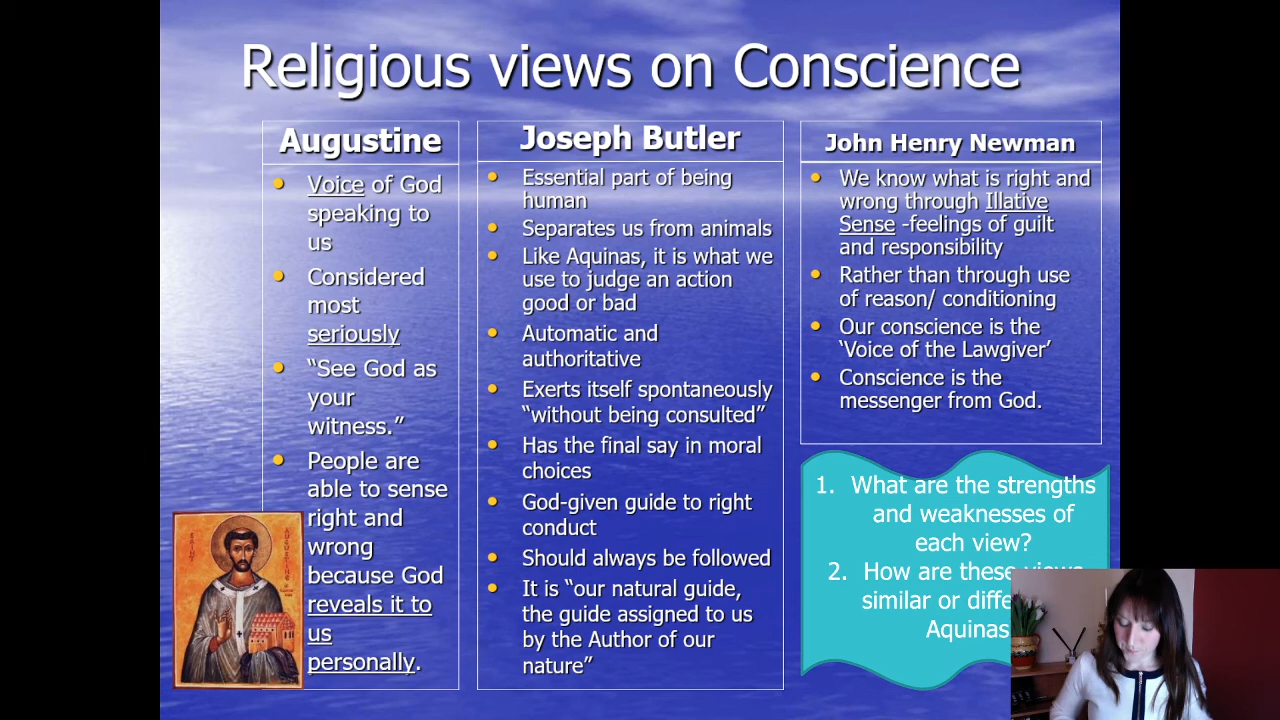 Religious views on Conscience
Augustine
Voice of God
speaking to
us
Considered
most
seriously
“See God as
your
witness.”
People are
able to sense
right and
wrong
because God
reveals it to
us
personally.
Joseph Butler
Essential part of being
human
Separates us from animals
Like Aquinas, it is what we
use to judge an action
good or bad
Automatic and
authoritative
Exerts itself spontaneously
“without being consulted”
Has the final say in moral
choices
God-given guide to right
conduct
Should always be followed
It is “our natural guide,
the guide assigned to us
by the Author of our
nature”
John Henry Newman
We know what is right and
wrong through Illative
Sense -feelings of guilt
and responsibility
Rather than through use
of reason/ conditioning
Our conscience is the
‘Voice of the Lawgiver’
Conscience is the
messenger from God.
1. What are the strengths
and weaknesses of
each view?
2. How are these views
similar or
Aquinas